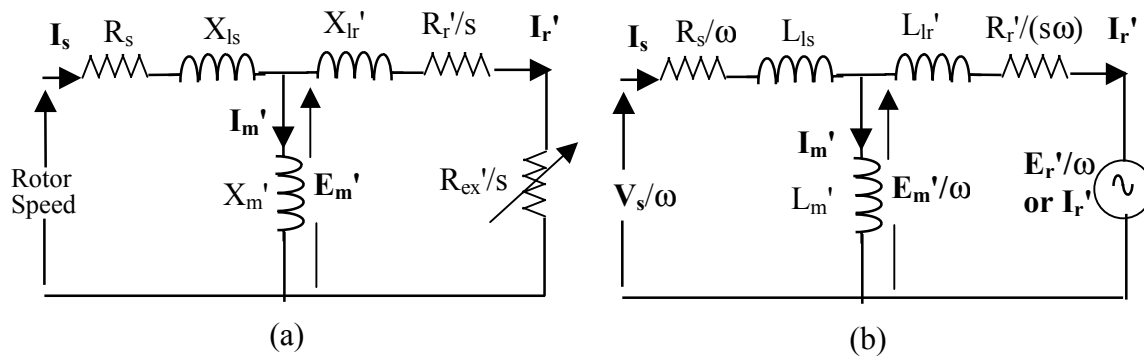 Is Rs Xls Xlr' Rr'/s Ir'
Im'
Rotor
Speed
Xm' Em' Rex'/s
(a)
Is Rs/ω Lls Llr' Rr'/(sω) Ir'
Im'
Vs/ω Lm' Em'/ω
Er'/ω
or Ir'
(b)